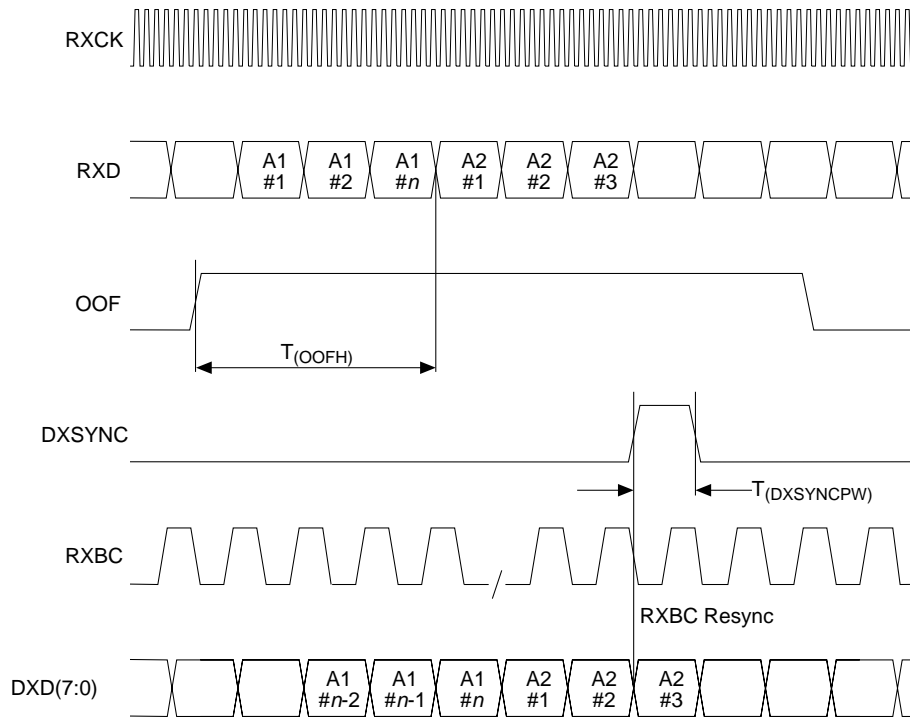 RXCK
RXD
A1 A1 A1 A2 A2 A2
#1 #2 #n #1 #2 #3
OOF
T(OOFH)
DXSYNC
T(DXSYNCPW)
RXBC
RXBC Resync
DXD(7:0)
A1 A1 A1 A2 A2 A2
#n-2 #n-1 #n #1 #2 #3